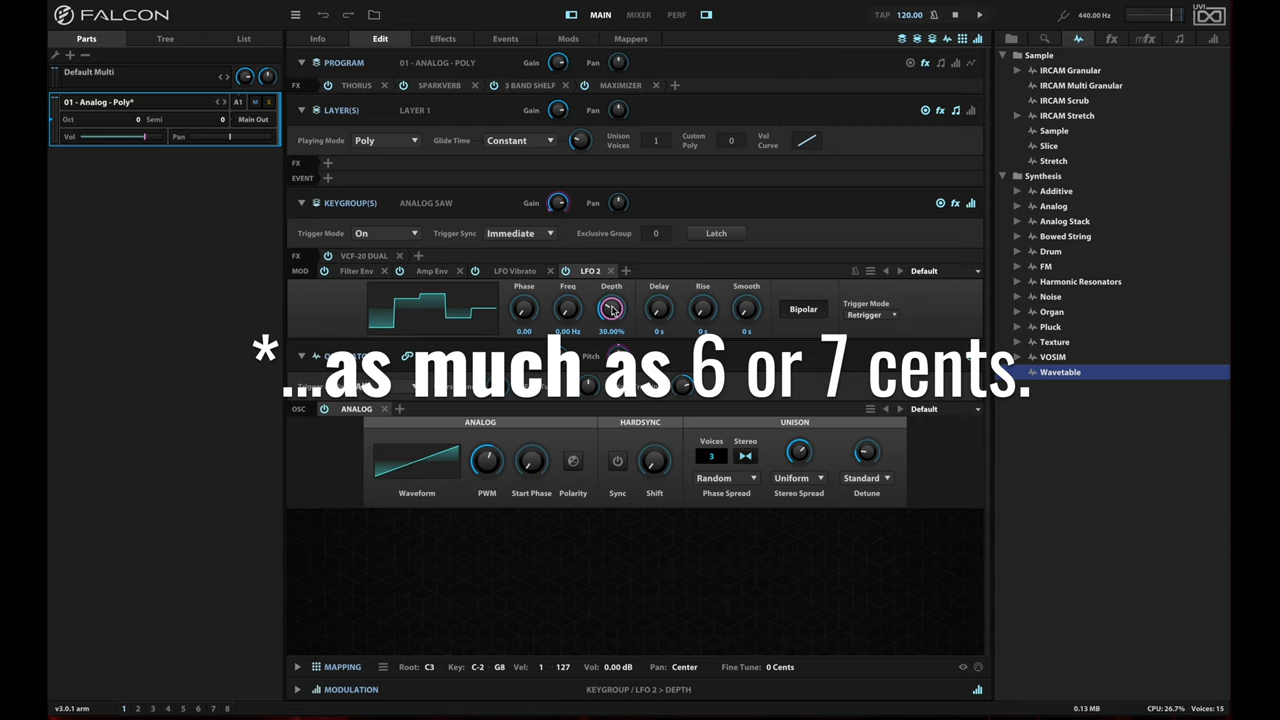 FALCON
MAIN MIXER PERF
TAP 120.00
440.00 Hz
UVI
Parts Tree List
Info Edit Effects Events Mods Mappers
Default Multi
01 - Analog - Poly* A1 M S
Oct 0 Semi 0 Main Out
Vol Pan
PROGRAM 01 - ANALOG - POLY Gain Pan
FX THORUS SPARKVERB 3 BAND SHELF MAXIMIZER
LAYER(S) LAYER 1 Gain Pan
Playing Mode Poly Glide Time Constant Unison Voices 1 Custom Poly 0 Vel Curve
FX
EVENT
KEYGROUP(S) ANALOG SAW Gain Pan
Trigger Mode On Trigger Sync Immediate Exclusive Group 0 Latch
FX VCF-20 DUAL
MOD Filter Env Amp Env LFO Vibrato LFO 2 Default
Phase Freq Depth Delay Rise Smooth
Bipolar Trigger Mode Retrigger
0.00 0.00 Hz 30.00% 0 s 0 s 0 s
*...as much as 6 or 7 cents.
Pitch
OSC ANALOG Default
ANALOG HARDSYNC UNISON
Voices Stereo
3
Random Uniform Standard
Waveform PWM Start Phase Polarity Sync Shift Phase Spread Stereo Spread Detune
MAPPING Root: C3 Key: C-2 G8 Vel: 1 127 Vol: 0.00 dB Pan: Center Fine Tune: 0 Cents
MODULATION KEYGROUP / LFO 2 > DEPTH
v3.0.1 arm 1 2 3 4 5 6 7 8 0.13 MB CPU: 26.7% Voices: 15
fx mfx
Sample
IRCAM Granular
IRCAM Multi Granular
IRCAM Scrub
IRCAM Stretch
Sample
Slice
Stretch
Synthesis
Additive
Analog
Analog Stack
Bowed String
Drum
FM
Harmonic Resonators
Noise
Organ
Pluck
Texture
VOSIM
Wavetable